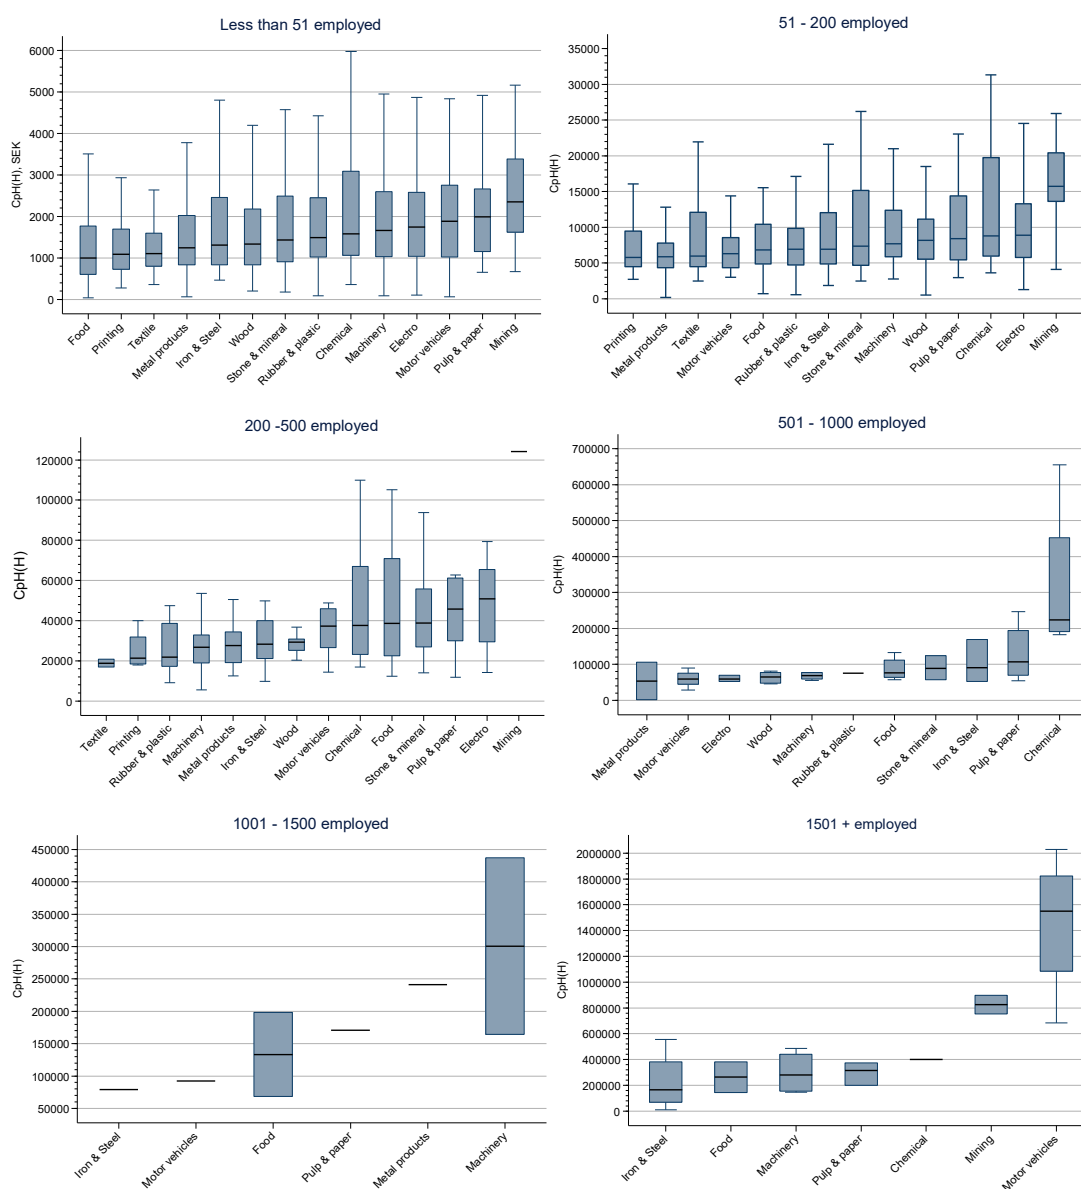 Less than 51 employed
CpH(H), SEK
6000
5000
4000
3000
2000
1000
0
Food
Printing
Textile
Metal products
Iron & Steel
Wood
Stone & mineral
Rubber & plastic
Chemical
Machinery
Electro
Motor vehicles
Pulp & paper
Mining
51 - 200 employed
CpH(H)
35000
30000
25000
20000
15000
10000
5000
0
Printing
Metal products
Textile
Motor vehicles
Food
Rubber & plastic
Iron & Steel
Stone & mineral
Machinery
Wood
Pulp & paper
Chemical
Electro
Mining
200 -500 employed
CpH(H)
120000
100000
80000
60000
40000
20000
0
Textile
Printing
Rubber & plastic
Machinery
Metal products
Iron & Steel
Wood
Motor vehicles
Chemical
Food
Stone & mineral
Pulp & paper
Electro
Mining
501 - 1000 employed
CpH(H)
700000
600000
500000
400000
300000
200000
100000
0
Metal products
Motor vehicles
Electro
Wood
Machinery
Rubber & plastic
Food
Stone & mineral
Iron & Steel
Pulp & paper
Chemical
1001 - 1500 employed
CpH(H)
450000
400000
350000
300000
250000
200000
150000
100000
50000
Iron & Steel
Motor vehicles
Food
Pulp & paper
Metal products
Machinery
1501 + employed
CpH(H)
2000000
1800000
1600000
1400000
1200000
1000000
800000
600000
400000
200000
0
Iron & Steel
Food
Machinery
Pulp & paper
Chemical
Mining
Motor vehicles